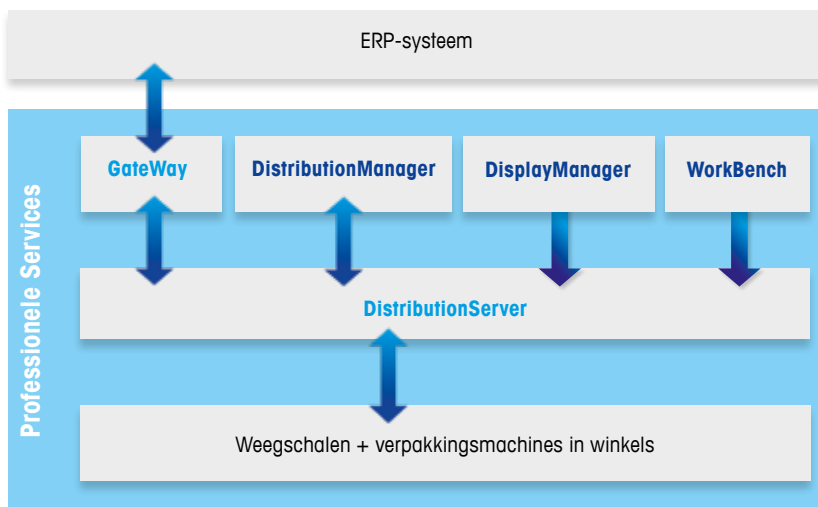 ERP-systeem
GateWay
DistributionManager
DisplayManager
WorkBench
Professionele Services
DistributionServer
Weegschalen + verpakkingsmachines in winkels